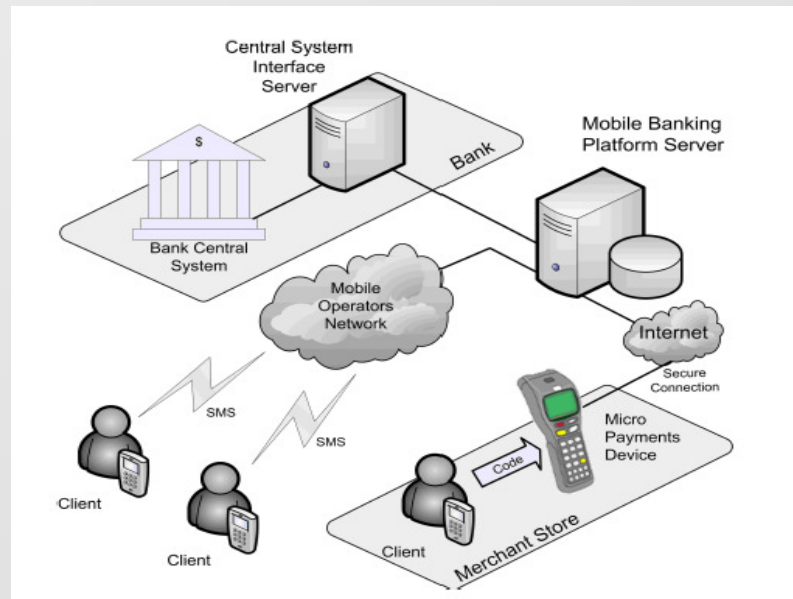 Central System
Interface
Server
$
Bank
Bank Central
System
Mobile Banking
Platform Server
Mobile
Operators
Network
Internet
Secure
Connection
SMS
SMS
Micro
Payments
Device
Code
Client
Client
Client
Merchant Store